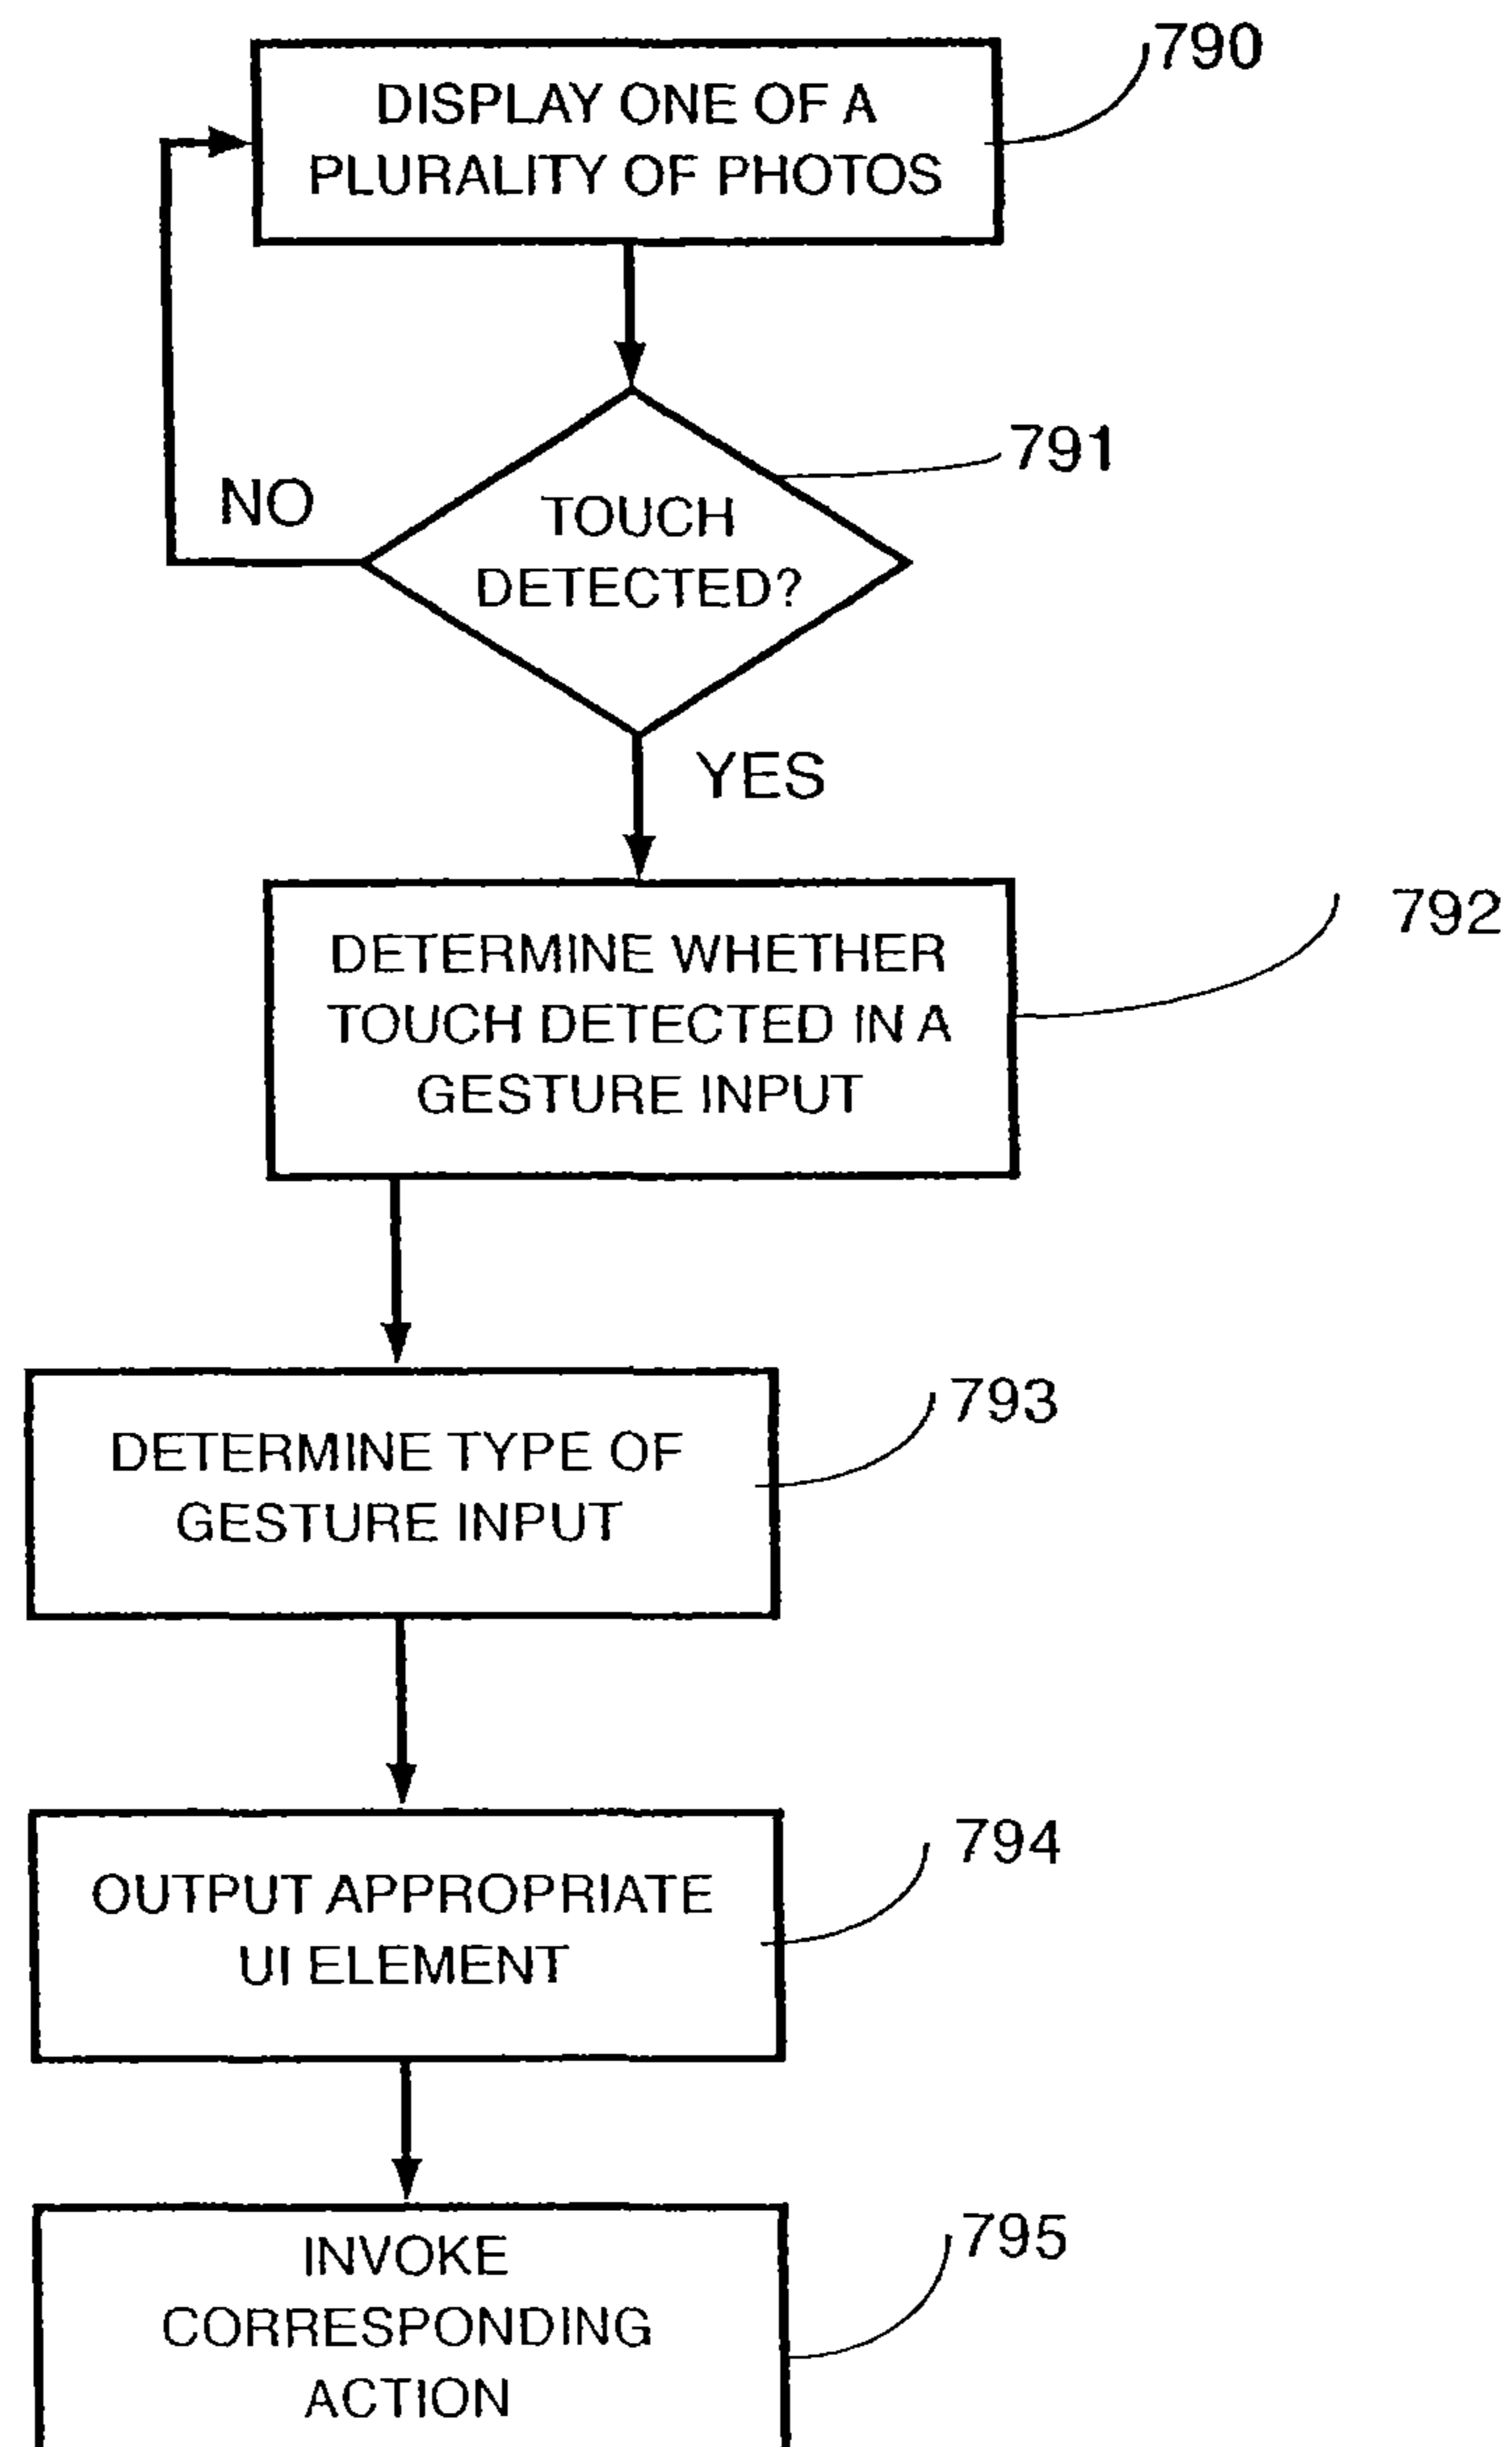 790
DISPLAY ONE OF A
PLURALITY OF PHOTOS
791
NO
TOUCH
DETECTED?
YES
792
DETERMINE WHETHER
TOUCH DETECTED IN A
GESTURE INPUT
793
DETERMINE TYPE OF
GESTURE INPUT
794
OUTPUT APPROPRIATE
UI ELEMENT
795
INVOKE
CORRESPONDING
ACTION